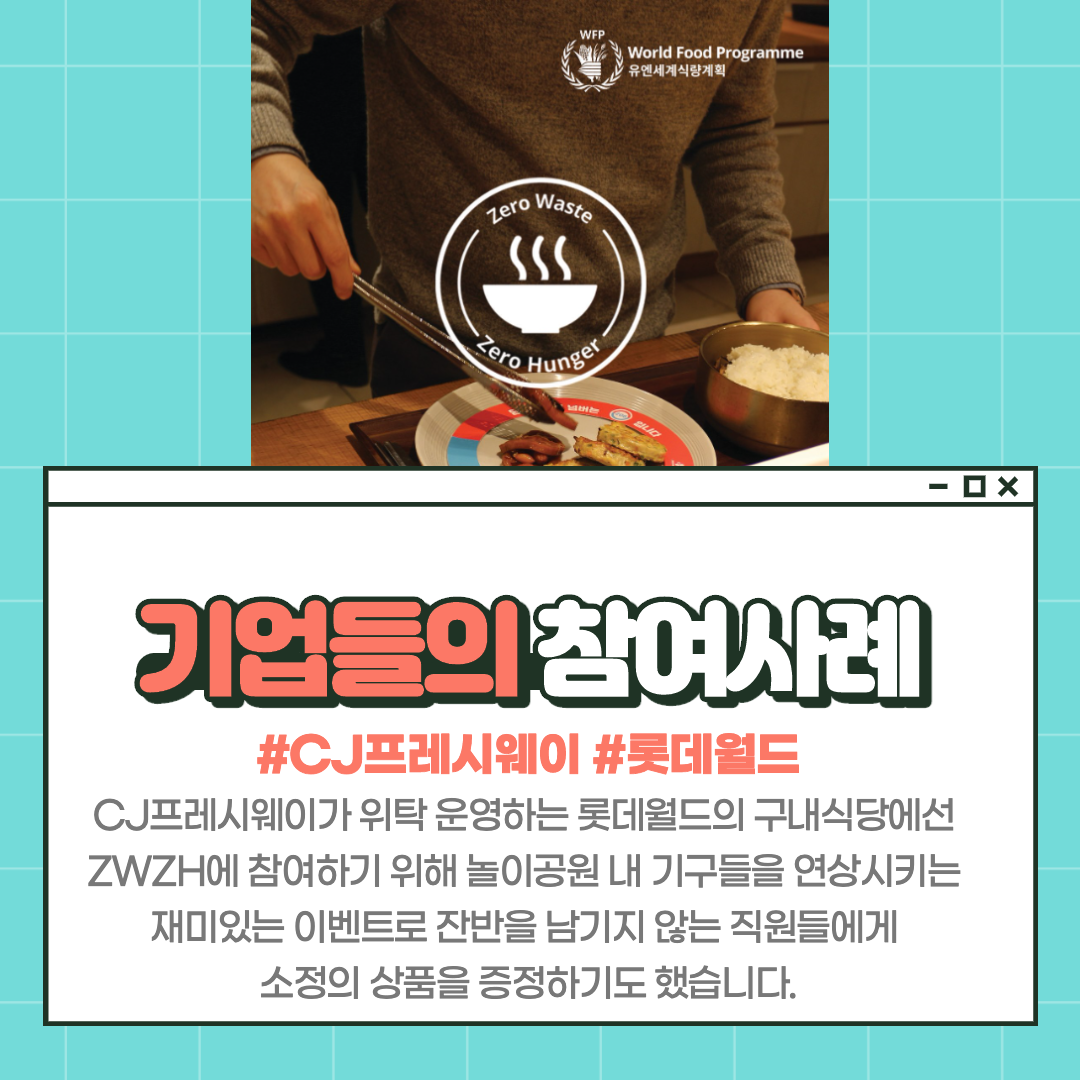 WFP
World Food Programme
유엔세계식량계획
Zero Waste
Zero Hunger
넘버는
입니다
기업들의 참여사례
#CJ프레시웨이 #롯데월드
CJ프레시웨이가 위탁 운영하는 롯데월드의 구내식당에선
ZWZH에 참여하기 위해 놀이공원 내 기구들을 연상시키는
재미있는 이벤트로 잔반을 남기지 않는 직원들에게
소정의 상품을 증정하기도 했습니다.